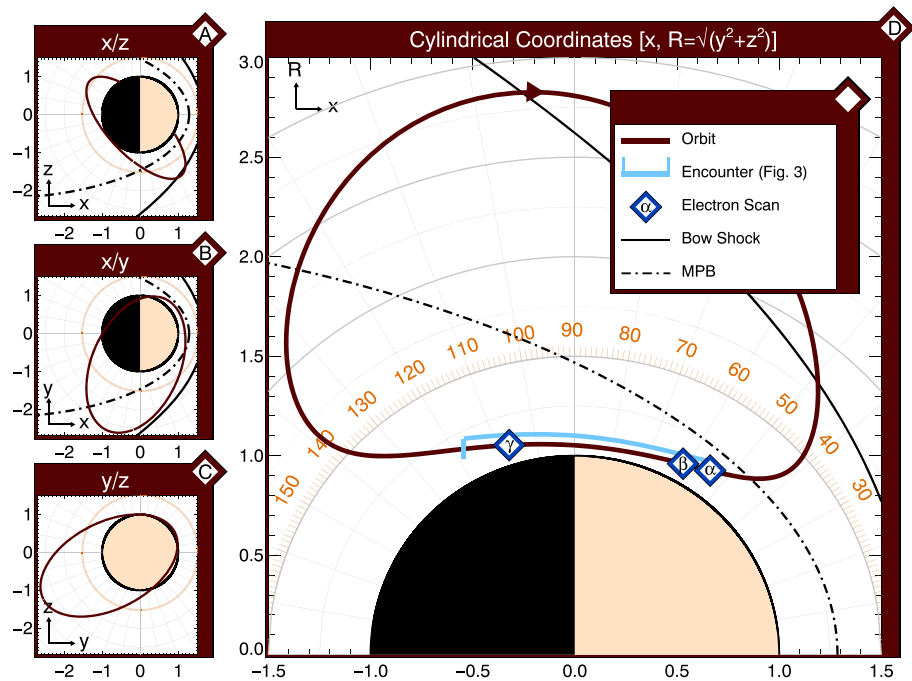 A
x/z
1
0
−1
−2
z
x
−2 −1 0 1
B
x/y
1
0
−1
−2
y
x
−2 −1 0 1
C
y/z
1
0
−1
−2
z
y
−2 −1 0 1
D
Cylindrical Coordinates [x, R=√(y²+z²)]
3.0
2.5
2.0
1.5
1.0
0.5
0.0
R
x
Orbit
Encounter (Fig. 3)
α Electron Scan
Bow Shock
MPB
150 140 130 120 110 100 90 80 70 60 50 40 30
γ β α
−1.5 −1.0 −0.5 0.0 0.5 1.0 1.5